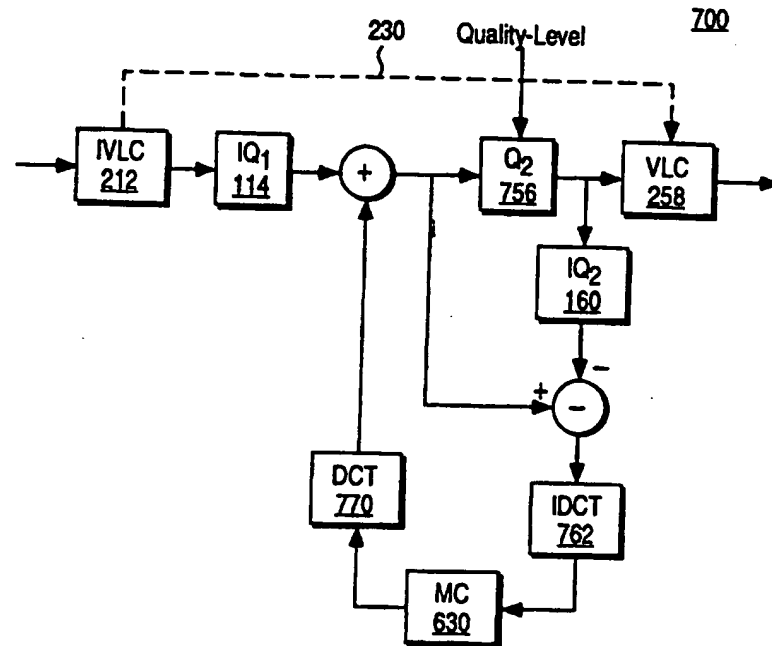 700
230
Quality-Level
IVLC
212
IQ1
114
+
Q2
756
VLC
258
IQ2
160
−
+
−
DCT
770
IDCT
762
MC
630